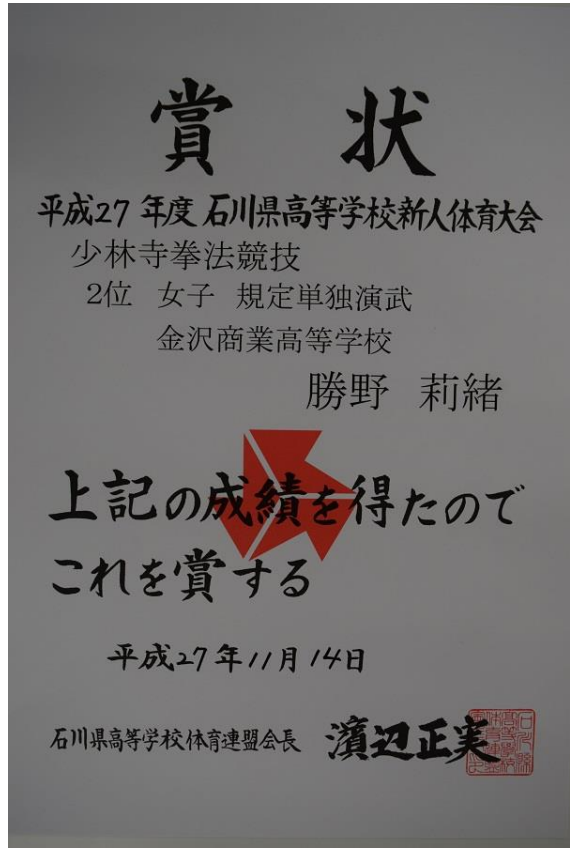 賞 状
平成27年度 石川県高等学校新人体育大会
少林寺拳法競技
2位 女子 規定単独演武
金沢商業高等学校
勝野 莉緒
上記の成績を得たので
これを賞する
平成27年11月14日
石川県高等学校体育連盟会長 濱辺正実